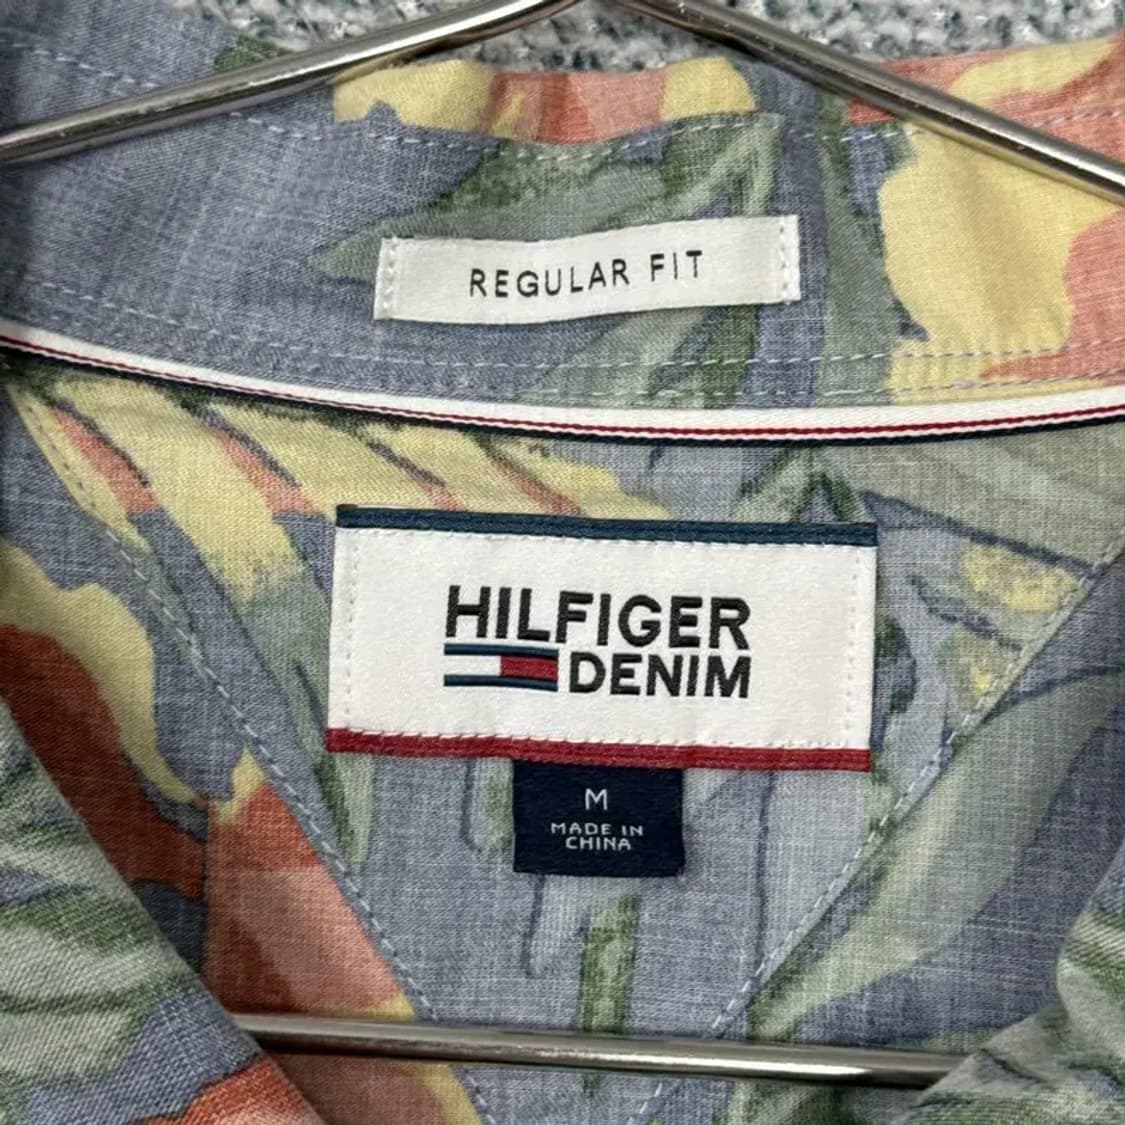 REGULAR FIT
HILFIGER
DENIM
M
MADE IN
CHINA